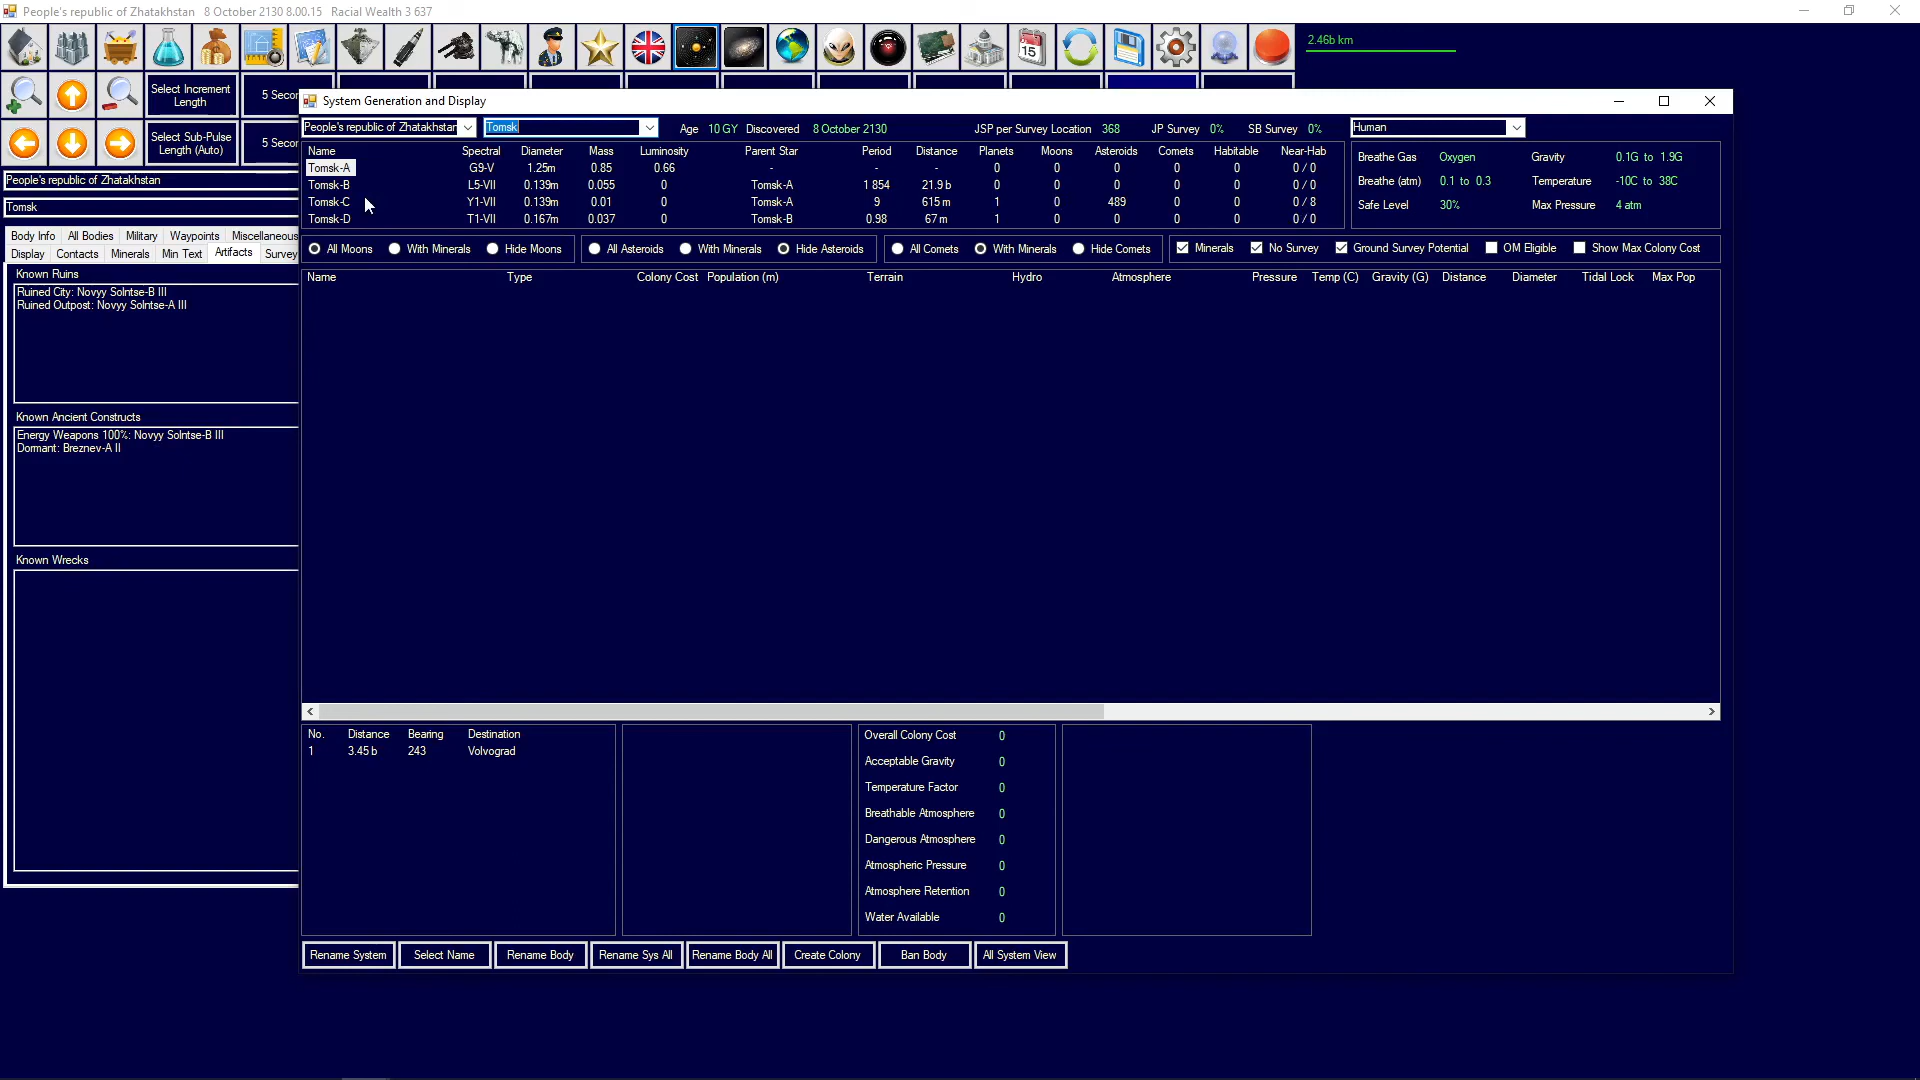 People's republic of Zhatakhstan   8 October 2130 8.00.15   Racial Wealth 3 637
15
2.46b km
Select Increment Length
5 Secon
Select Sub-Pulse Length (Auto)
5 Secon
People's republic of Zhatakhstan
Tomsk
Body Info All Bodies Military Waypoints Miscellaneous
Display Contacts Minerals Min Text Artifacts Survey
Known Ruins
Ruined City: Novyy Solntse-B III
Ruined Outpost: Novyy Solntse-A III
Known Ancient Constructs
Energy Weapons 100%: Novyy Solntse-B III
Dormant: Breznev-A II
Known Wrecks
System Generation and Display
People's republic of Zhatakhstan Tomsk Age 10 GY Discovered 8 October 2130 JSP per Survey Location 368 JP Survey 0% SB Survey 0% Human
Name Spectral Diameter Mass Luminosity Parent Star Period Distance Planets Moons Asteroids Comets Habitable Near-Hab
Tomsk-A G9-V 1.25m 0.85 0.66 - - - 0 0 0 0 0 0 / 0
Tomsk-B L5-VII 0.139m 0.055 0 Tomsk-A 1 854 21.9 b 0 0 0 0 0 0 / 0
Tomsk-C Y1-VII 0.139m 0.01 0 Tomsk-A 9 615 m 1 0 489 0 0 0 / 8
Tomsk-D T1-VII 0.167m 0.037 0 Tomsk-B 0.98 67 m 1 0 0 0 0 0 / 0
Breathe Gas Oxygen Gravity 0.1G to 1.9G
Breathe (atm) 0.1 to 0.3 Temperature -10C to 38C
Safe Level 30% Max Pressure 4 atm
All Moons With Minerals Hide Moons All Asteroids With Minerals Hide Asteroids All Comets With Minerals Hide Comets Minerals No Survey Ground Survey Potential OM Eligible Show Max Colony Cost
Name Type Colony Cost Population (m) Terrain Hydro Atmosphere Pressure Temp (C) Gravity (G) Distance Diameter Tidal Lock Max Pop
No. Distance Bearing Destination
1 3.45 b 243 Volvograd
Overall Colony Cost 0
Acceptable Gravity 0
Temperature Factor 0
Breathable Atmosphere 0
Dangerous Atmosphere 0
Atmospheric Pressure 0
Atmosphere Retention 0
Water Available 0
Rename System Select Name Rename Body Rename Sys All Rename Body All Create Colony Ban Body All System View